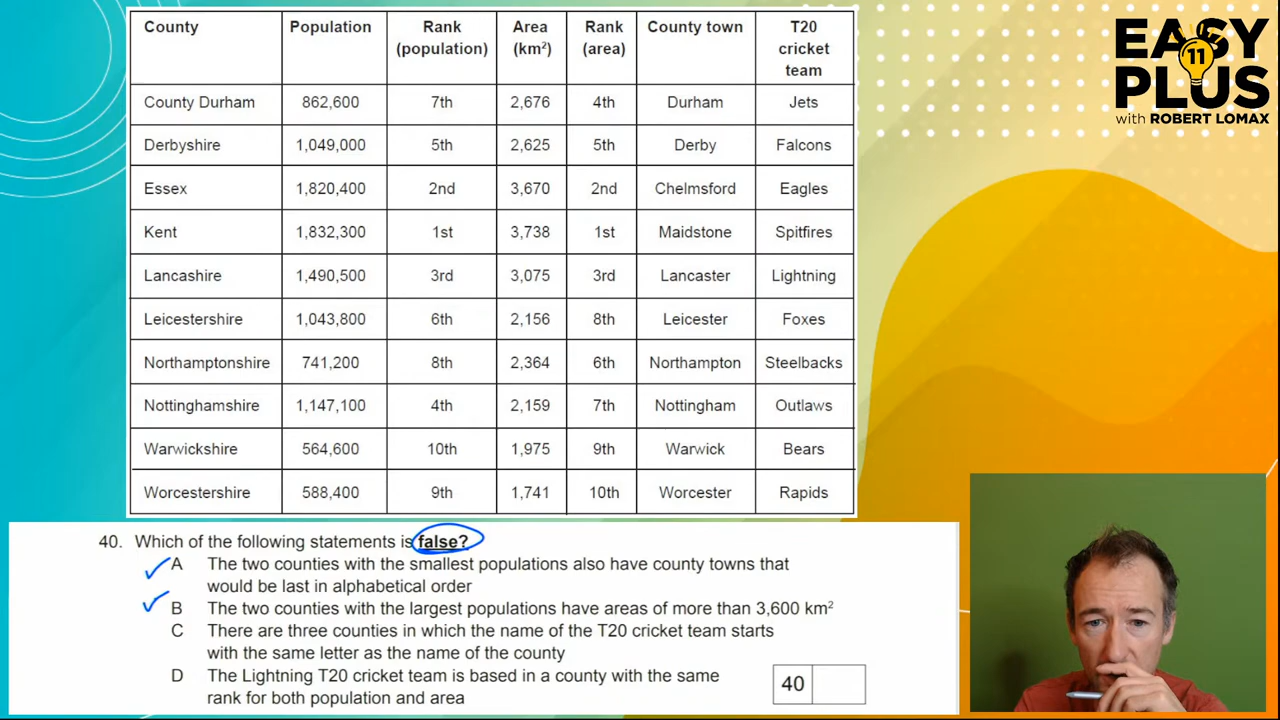 County Population Rank (population) Area (km²) Rank (area) County town T20 cricket team
County Durham 862,600 7th 2,676 4th Durham Jets
Derbyshire 1,049,000 5th 2,625 5th Derby Falcons
Essex 1,820,400 2nd 3,670 2nd Chelmsford Eagles
Kent 1,832,300 1st 3,738 1st Maidstone Spitfires
Lancashire 1,490,500 3rd 3,075 3rd Lancaster Lightning
Leicestershire 1,043,800 6th 2,156 8th Leicester Foxes
Northamptonshire 741,200 8th 2,364 6th Northampton Steelbacks
Nottinghamshire 1,147,100 4th 2,159 7th Nottingham Outlaws
Warwickshire 564,600 10th 1,975 9th Warwick Bears
Worcestershire 588,400 9th 1,741 10th Worcester Rapids
EASY
11
PLUS
with ROBERT LOMAX
40. Which of the following statements is false?
A The two counties with the smallest populations also have county towns that
would be last in alphabetical order
B The two counties with the largest populations have areas of more than 3,600 km²
C There are three counties in which the name of the T20 cricket team starts
with the same letter as the name of the county
D The Lightning T20 cricket team is based in a county with the same
rank for both population and area
40